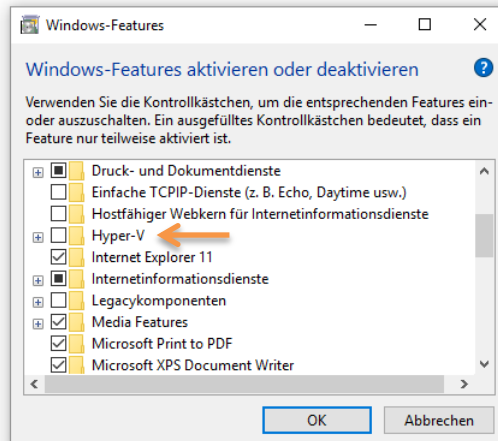 Windows-Features
Windows-Features aktivieren oder deaktivieren
Verwenden Sie die Kontrollkästchen, um die entsprechenden Features ein-
oder auszuschalten. Ein ausgefülltes Kontrollkästchen bedeutet, dass ein
Feature nur teilweise aktiviert ist.
Druck- und Dokumentdienste
Einfache TCPIP-Dienste (z. B. Echo, Daytime usw.)
Hostfähiger Webkern für Internetinformationsdienste
Hyper-V
Internet Explorer 11
Internetinformationsdienste
Legacykomponenten
Media Features
Microsoft Print to PDF
Microsoft XPS Document Writer
OK Abbrechen